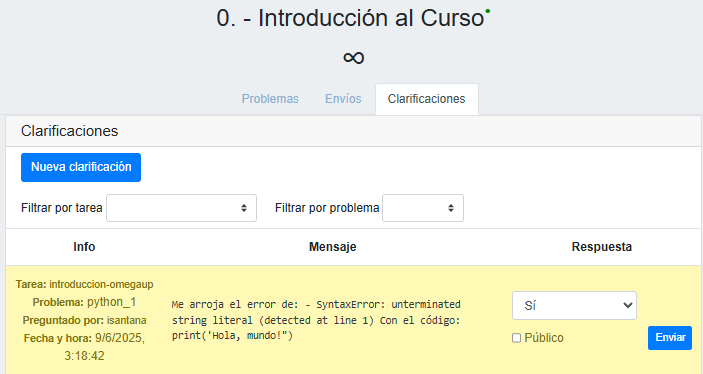 0. - Introducción al Curso
∞
Problemas Envíos Clarificaciones
Clarificaciones
Nueva clarificación
Filtrar por tarea Filtrar por problema
Info Mensaje Respuesta
Tarea: introduccion-omegaup
Problema: python_1
Preguntado por: isantana
Fecha y hora: 9/6/2025,
3:18:42
Me arroja el error de: - SyntaxError: unterminated
string literal (detected at line 1) Con el código:
print('Hola, mundo!")
Sí
Público
Enviar